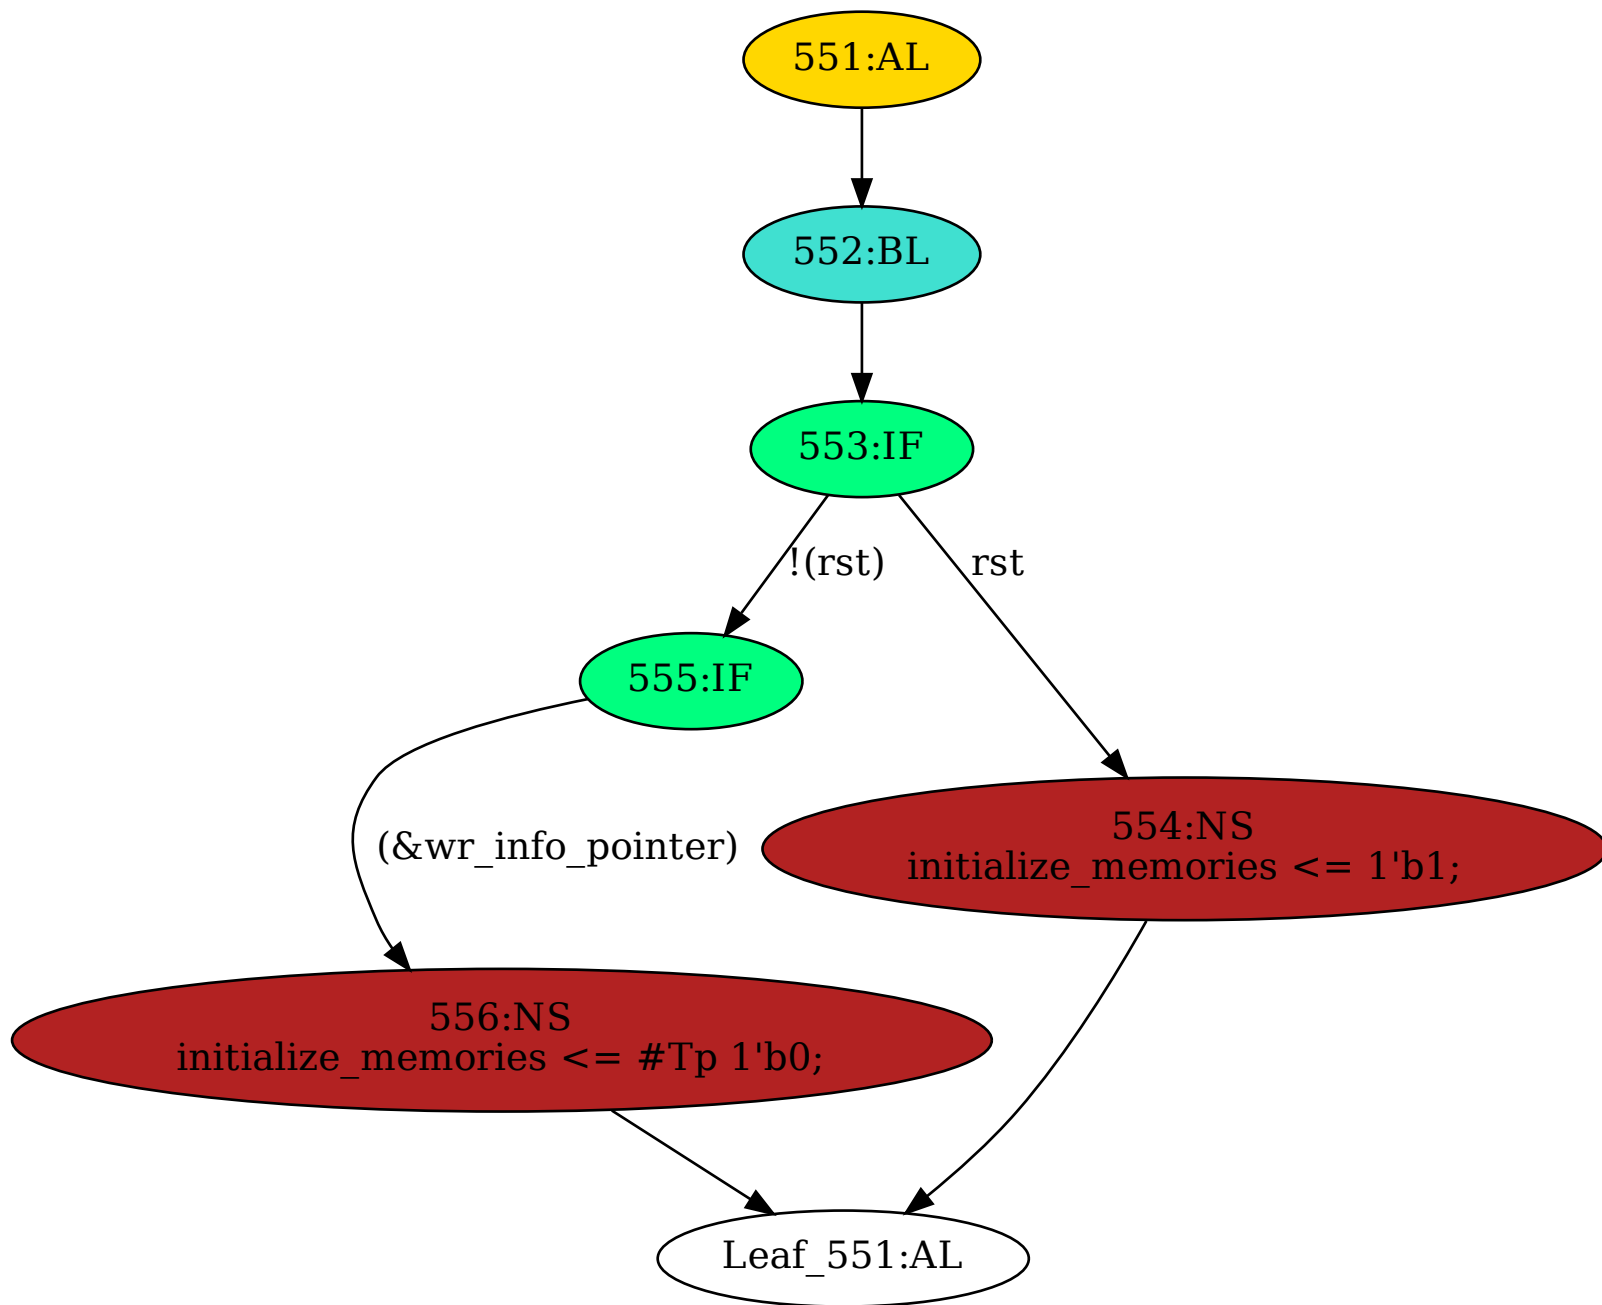 551:AL
552:BL
553:IF
!(rst)
rst
555:IF
(&wr_info_pointer)
554:NS
initialize_memories <= 1'b1;
556:NS
initialize_memories <= #Tp 1'b0;
Leaf_551:AL